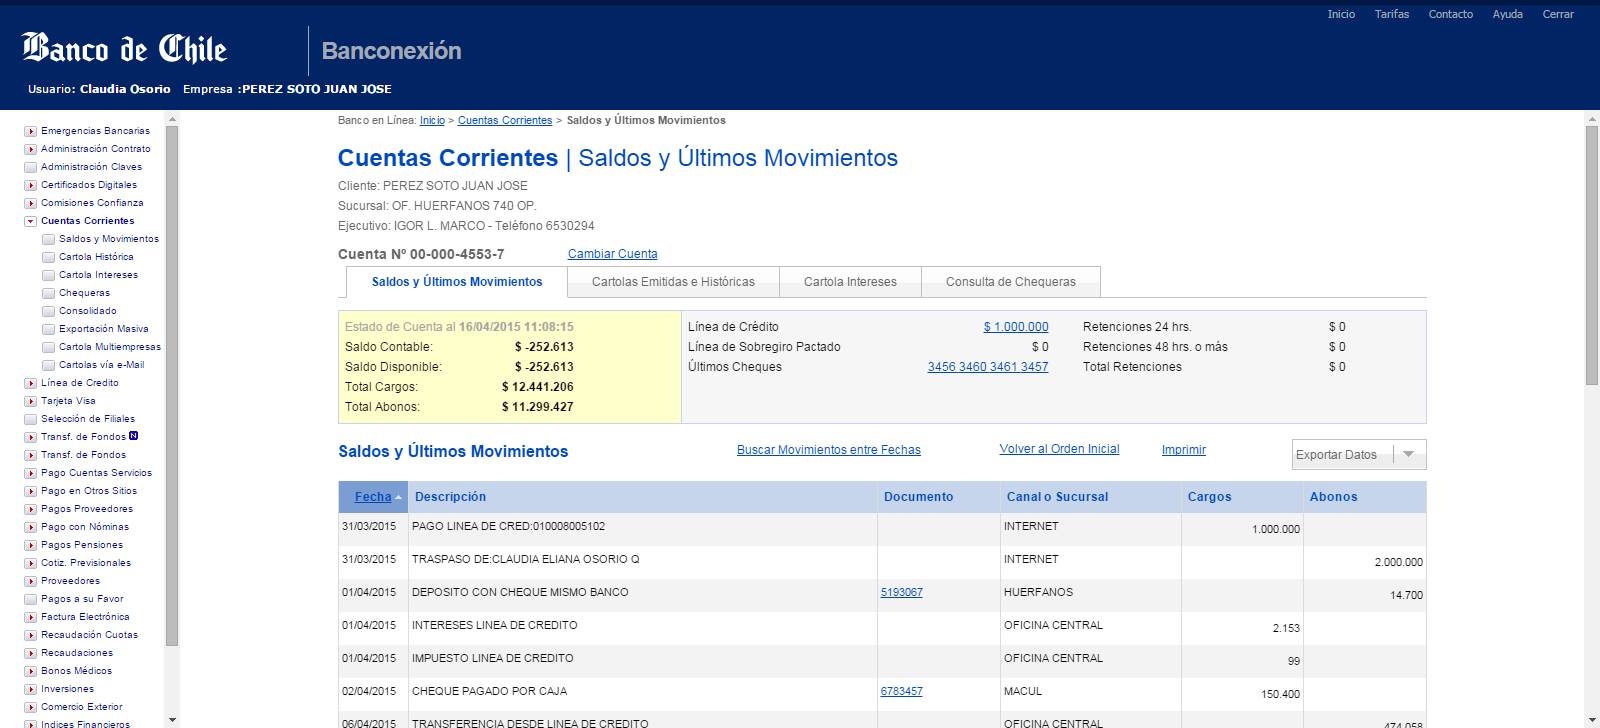 Inicio Tarifas Contacto Ayuda Cerrar
Banco de Chile Banconexión
Usuario: Claudia Osorio Empresa :PEREZ SOTO JUAN JOSE
Emergencias Bancarias
Administración Contrato
Administración Claves
Certificados Digitales
Comisiones Confianza
Cuentas Corrientes
Saldos y Movimientos
Cartola Histórica
Cartola Intereses
Chequeras
Consolidado
Exportación Masiva
Cartola Multiempresas
Cartolas vía e-Mail
Línea de Credito
Tarjeta Visa
Selección de Filiales
Transf. de Fondos N
Transf. de Fondos
Pago Cuentas Servicios
Pago en Otros Sitios
Pagos Proveedores
Pago con Nóminas
Pagos Pensiones
Cotiz. Previsionales
Proveedores
Pagos a su Favor
Factura Electrónica
Recaudación Cuotas
Recaudaciones
Bonos Médicos
Inversiones
Comercio Exterior
Indices Financieros
Banco en Línea: Inicio > Cuentas Corrientes > Saldos y Últimos Movimientos
Cuentas Corrientes | Saldos y Últimos Movimientos
Cliente: PEREZ SOTO JUAN JOSE
Sucursal: OF. HUERFANOS 740 OP.
Ejecutivo: IGOR L. MARCO - Teléfono 6530294
Cuenta Nº 00-000-4553-7 Cambiar Cuenta
Saldos y Últimos Movimientos Cartolas Emitidas e Históricas Cartola Intereses Consulta de Chequeras
Estado de Cuenta al 16/04/2015 11:08:15 Línea de Crédito $ 1.000.000 Retenciones 24 hrs. $ 0
Saldo Contable: $ -252.613 Línea de Sobregiro Pactado $ 0 Retenciones 48 hrs. o más $ 0
Saldo Disponible: $ -252.613 Últimos Cheques 3456 3460 3461 3457 Total Retenciones $ 0
Total Cargos: $ 12.441.206
Total Abonos: $ 11.299.427
Saldos y Últimos Movimientos Buscar Movimientos entre Fechas Volver al Orden Inicial Imprimir Exportar Datos
Fecha Descripción Documento Canal o Sucursal Cargos Abonos
31/03/2015 PAGO LINEA DE CRED:010008005102 INTERNET 1.000.000
31/03/2015 TRASPASO DE:CLAUDIA ELIANA OSORIO Q INTERNET 2.000.000
01/04/2015 DEPOSITO CON CHEQUE MISMO BANCO 5193067 HUERFANOS 14.700
01/04/2015 INTERESES LINEA DE CREDITO OFICINA CENTRAL 2.153
01/04/2015 IMPUESTO LINEA DE CREDITO OFICINA CENTRAL 99
02/04/2015 CHEQUE PAGADO POR CAJA 6783457 MACUL 150.400
06/04/2015 TRANSFERENCIA DESDE LINEA DE CREDITO OFICINA CENTRAL 474.058